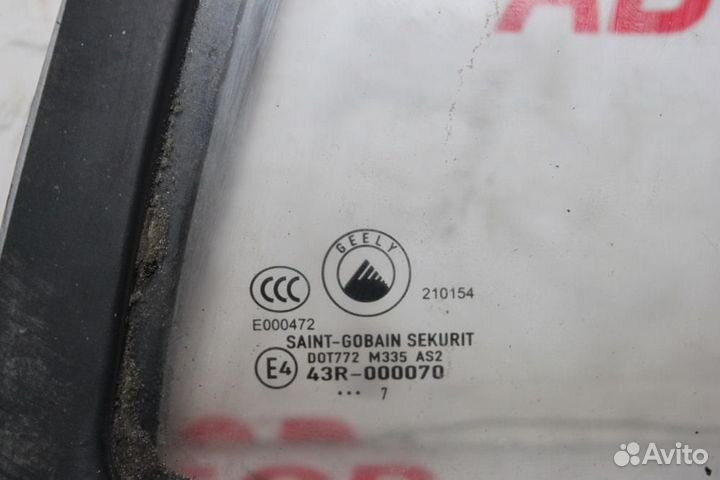 GEELY
CCC
210154
E000472
SAINT-GOBAIN SEKURIT
DOT772 M335 AS2
E4 43R-000070
••• 7
Avito